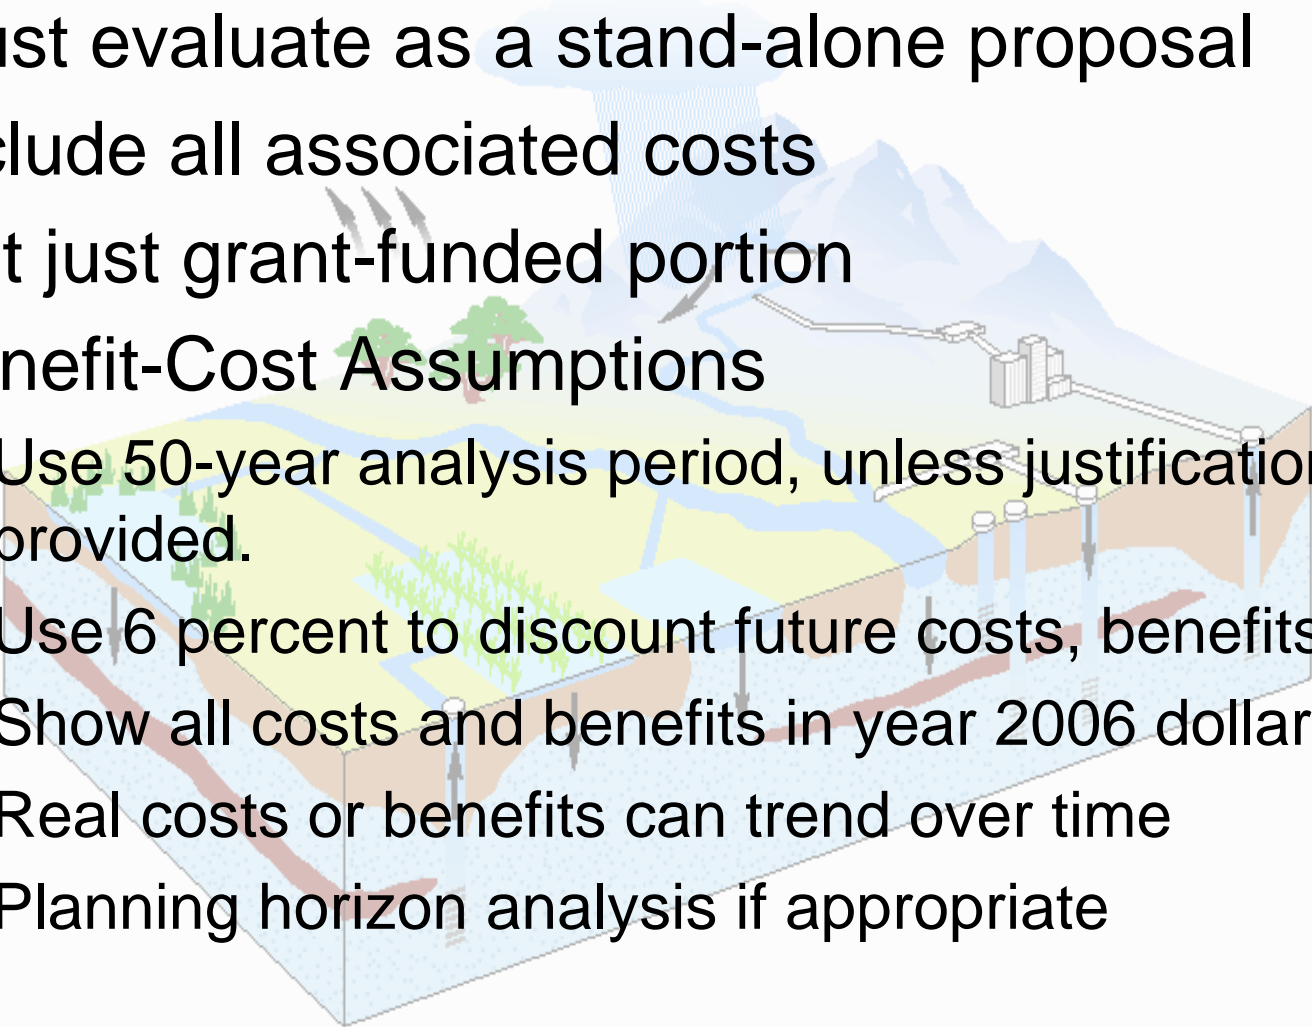 ust evaluate as a stand-alone proposal
clude all associated costs
t just grant-funded portion
nefit-Cost Assumptions
Use 50-year analysis period, unless justification
provided.
Use 6 percent to discount future costs, benefits
Show all costs and benefits in year 2006 dollar
Real costs or benefits can trend over time
Planning horizon analysis if appropriate